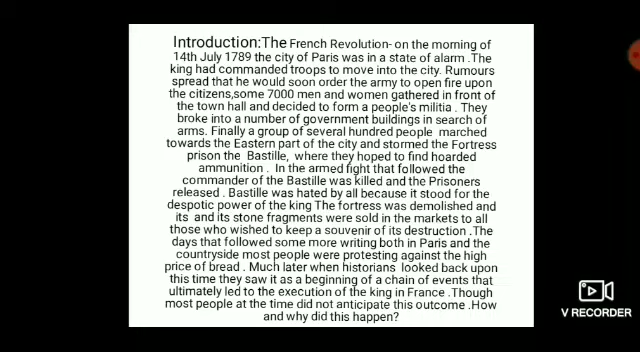 Introduction:The French Revolution- on the morning of
14th July 1789 the city of Paris was in a state of alarm .The
king had commanded troops to move into the city. Rumours
spread that he would soon order the army to open fire upon
the citizens,some 7000 men and women gathered in front of
the town hall and decided to form a people's militia . They
broke into a number of government buildings in search of
arms. Finally a group of several hundred people marched
towards the Eastern part of the city and stormed the Fortress
prison the Bastille, where they hoped to find hoarded
ammunition . In the armed fight that followed the
commander of the Bastille was killed and the Prisoners
released . Bastille was hated by all because it stood for the
despotic power of the king The fortress was demolished and
its and its stone fragments were sold in the markets to all
those who wished to keep a souvenir of its destruction .The
days that followed some more writing both in Paris and the
countryside most people were protesting against the high
price of bread . Much later when historians looked back upon
this time they saw it as a beginning of a chain of events that
ultimately led to the execution of the king in France .Though
most people at the time did not anticipate this outcome .How
and why did this happen?
V RECORDER